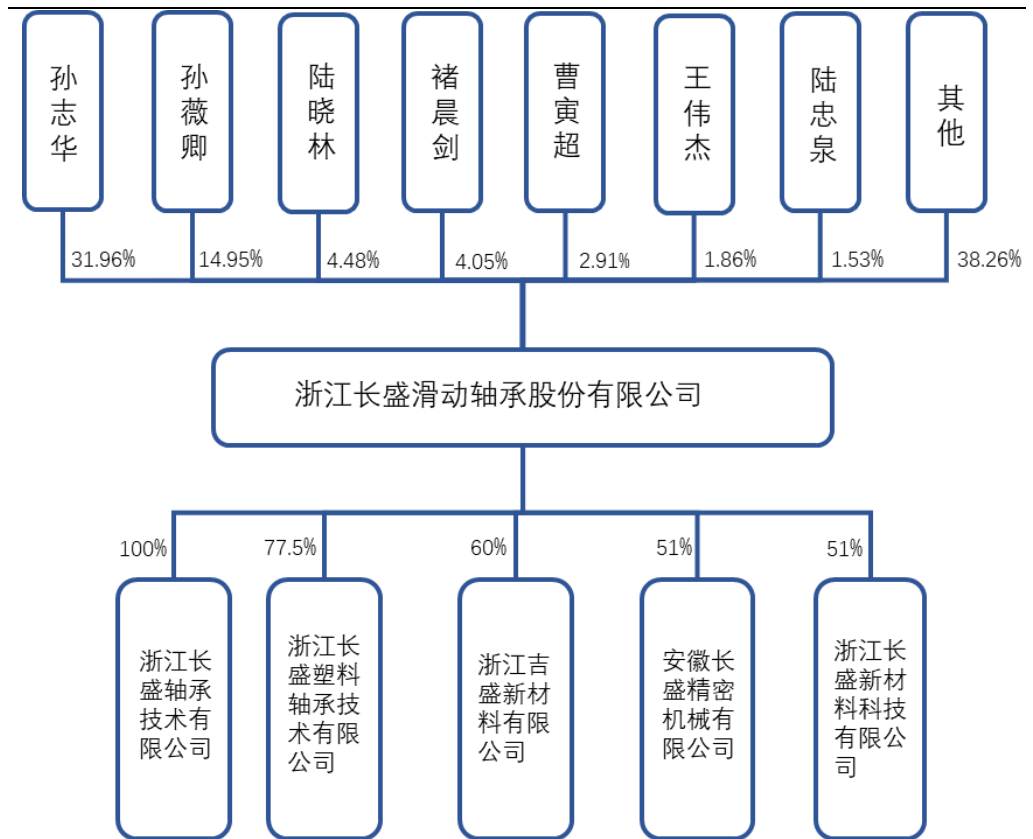 孙志华
孙薇卿
陆晓林
褚晨剑
曹寅超
王伟杰
陆忠泉
其他
31.96%
14.95%
4.48%
4.05%
2.91%
1.86%
1.53%
38.26%
浙江长盛滑动轴承股份有限公司
100%
77.5%
60%
51%
51%
浙江长
盛轴承
技术有
限公司
浙江长
盛塑料
轴承技
术有限
公司
浙江吉
盛新材
料有限
公司
安徽长
盛精密
机械有
限公司
浙江长
盛新材
料科技
有限公
司